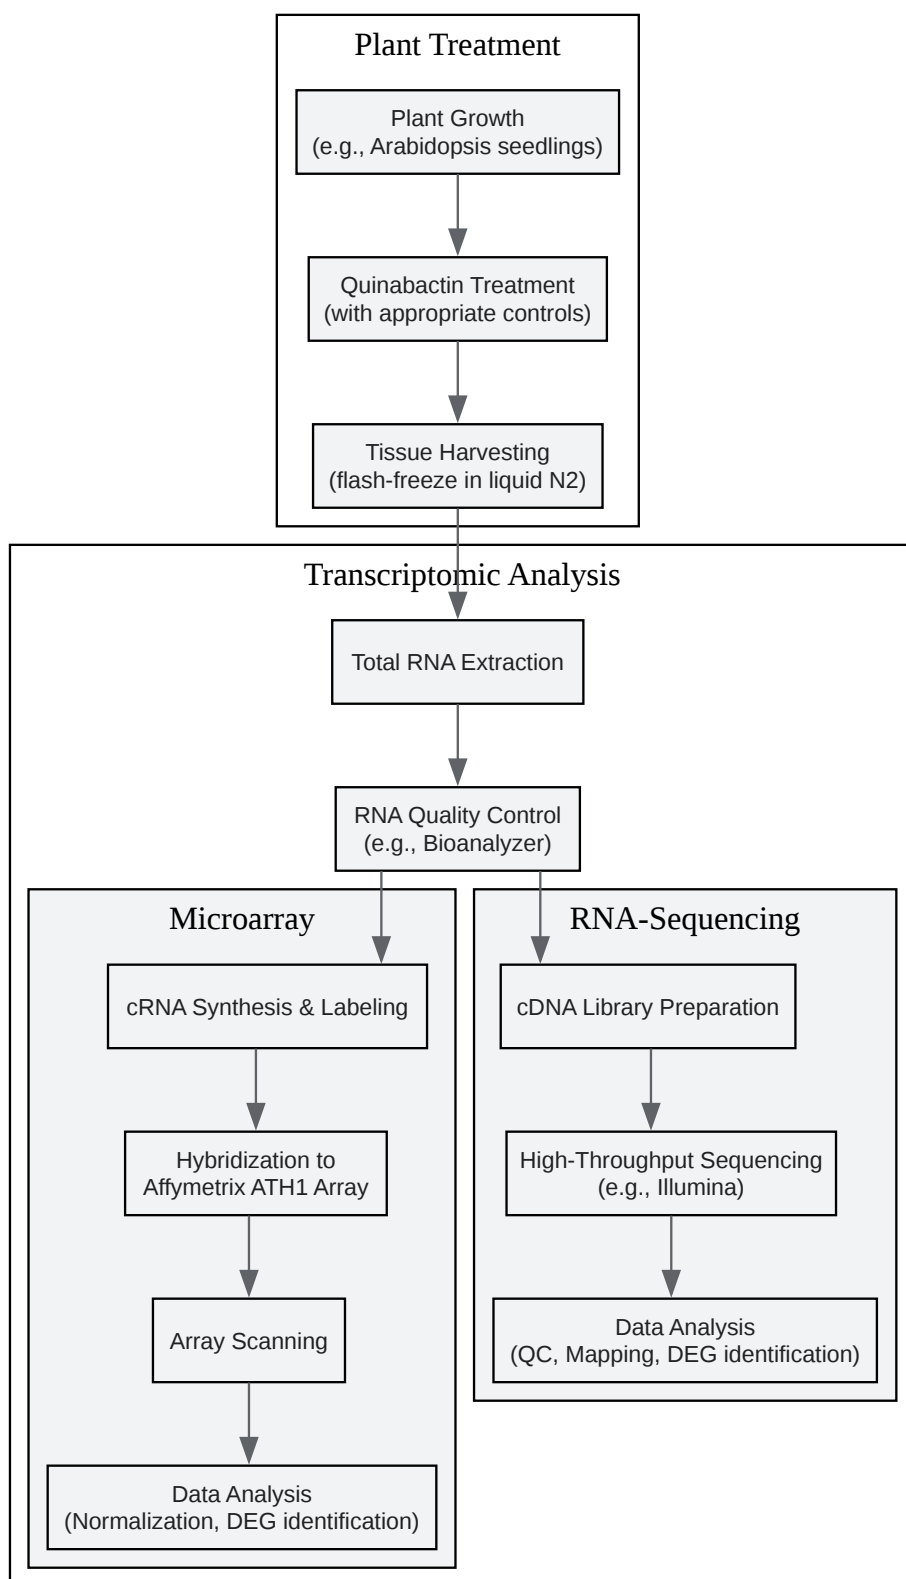 Plant Treatment
Plant Growth
(e.g., Arabidopsis seedlings)
Quinabactin Treatment
(with appropriate controls)
Tissue Harvesting
(flash-freeze in liquid N2)
Transcriptomic Analysis
Total RNA Extraction
RNA Quality Control
(e.g., Bioanalyzer)
Microarray
cRNA Synthesis & Labeling
Hybridization to
Affymetrix ATH1 Array
Array Scanning
Data Analysis
(Normalization, DEG identification)
RNA-Sequencing
cDNA Library Preparation
High-Throughput Sequencing
(e.g., Illumina)
Data Analysis
(QC, Mapping, DEG identification)